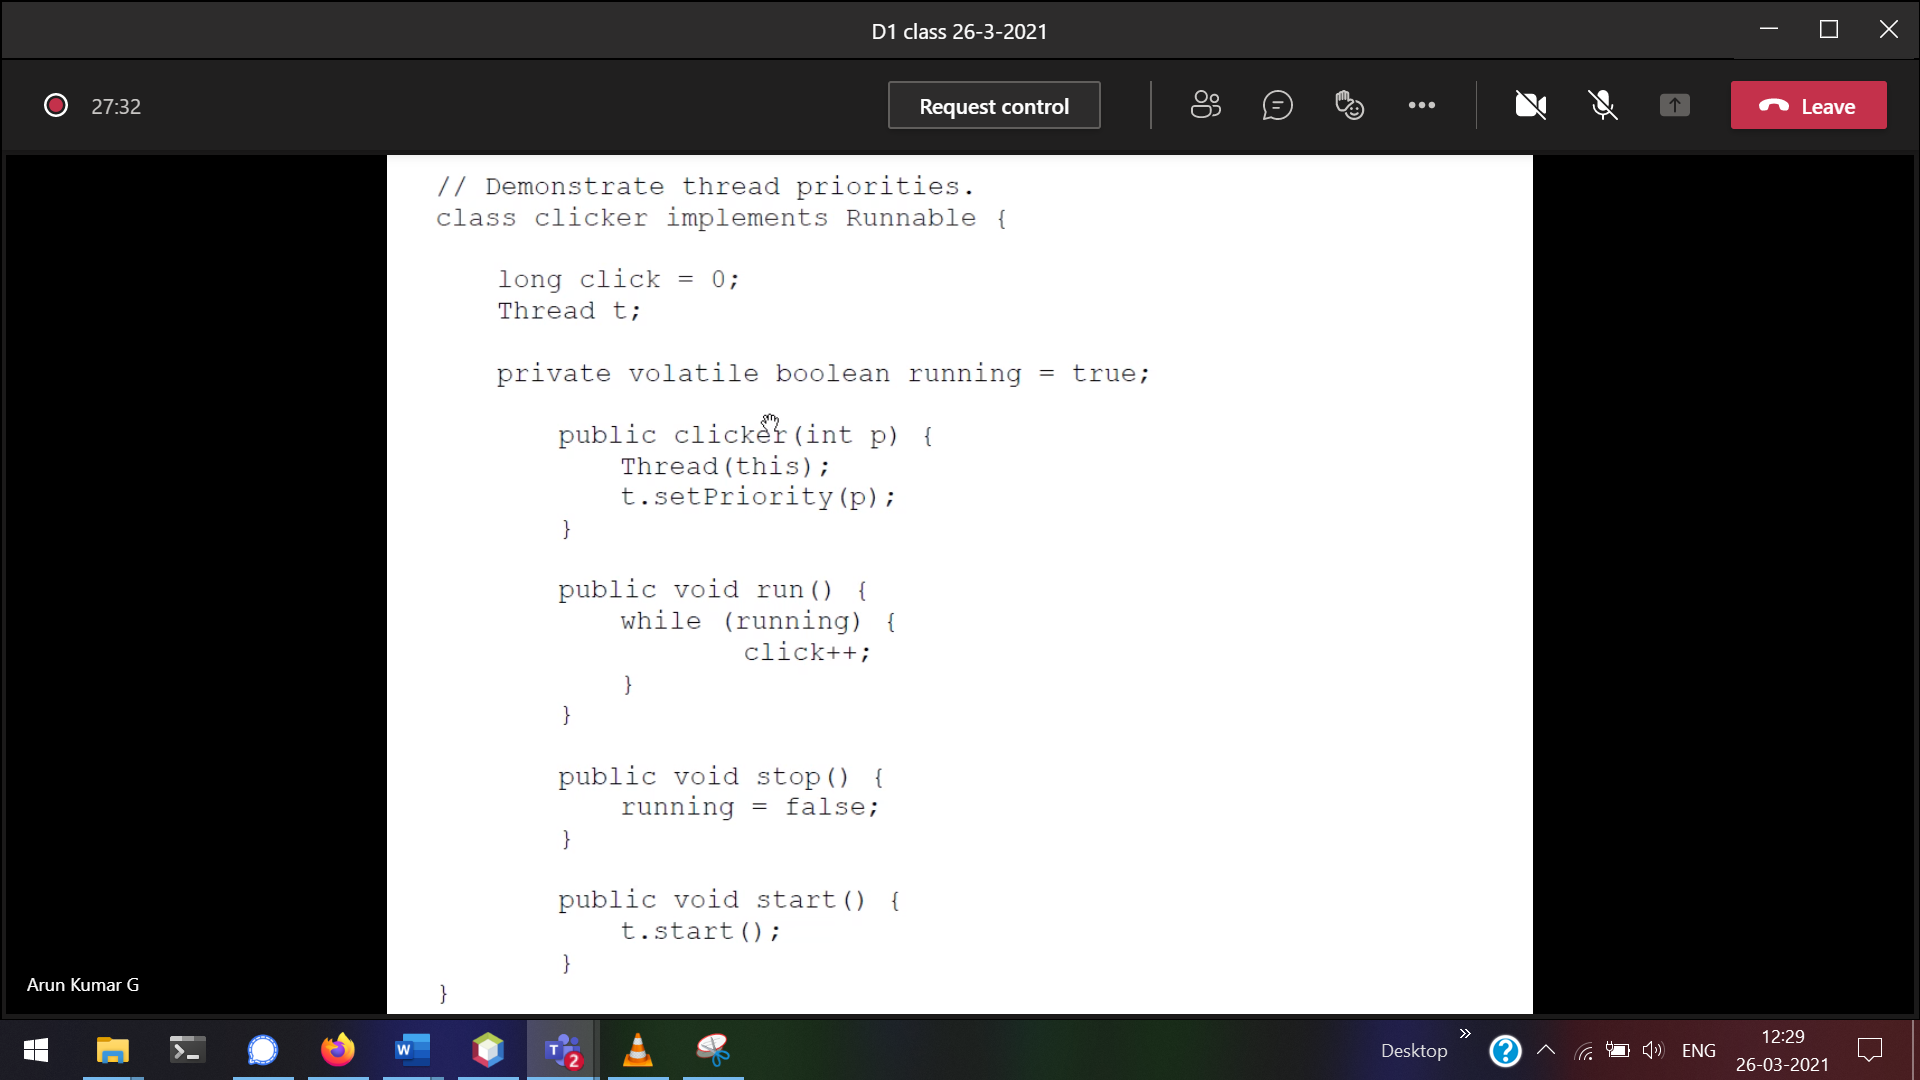 D1 class 26-3-2021
27:32
Request control
Leave
// Demonstrate thread priorities.
class clicker implements Runnable {
long click = 0;
Thread t;
private volatile boolean running = true;
public clicker(int p) {
Thread(this);
t.setPriority(p);
}
public void run() {
while (running) {
click++;
}
}
public void stop() {
running = false;
}
public void start() {
t.start();
}
}
Arun Kumar G
W
T
2
Desktop
ENG
12:29
26-03-2021